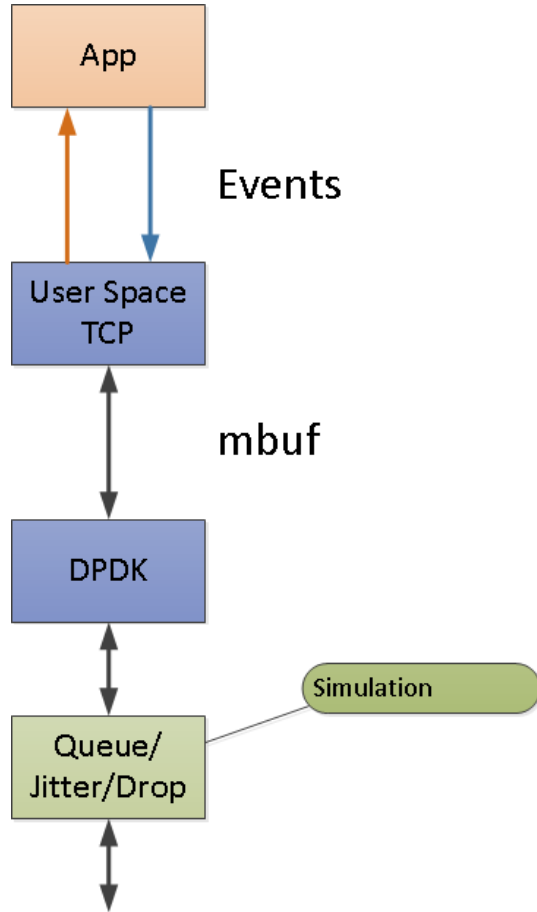 App
Events
User Space
TCP
mbuf
DPDK
Simulation
Queue/
Jitter/Drop